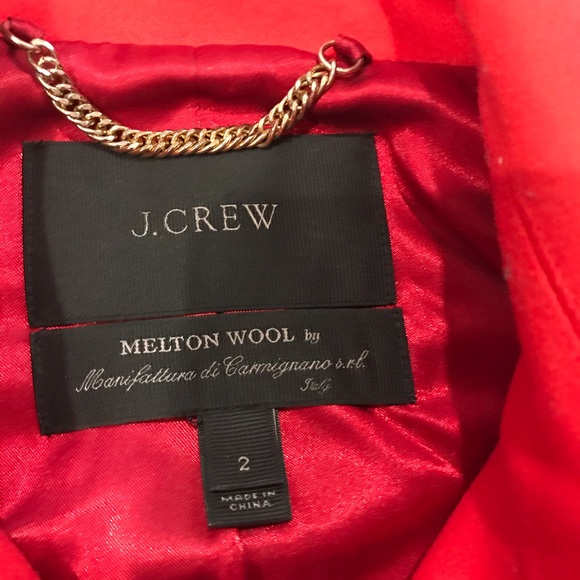 J.CREW
MELTON WOOL by
Manifattura di Carmignano s.r.l.
Italy
2
MADE IN
CHINA